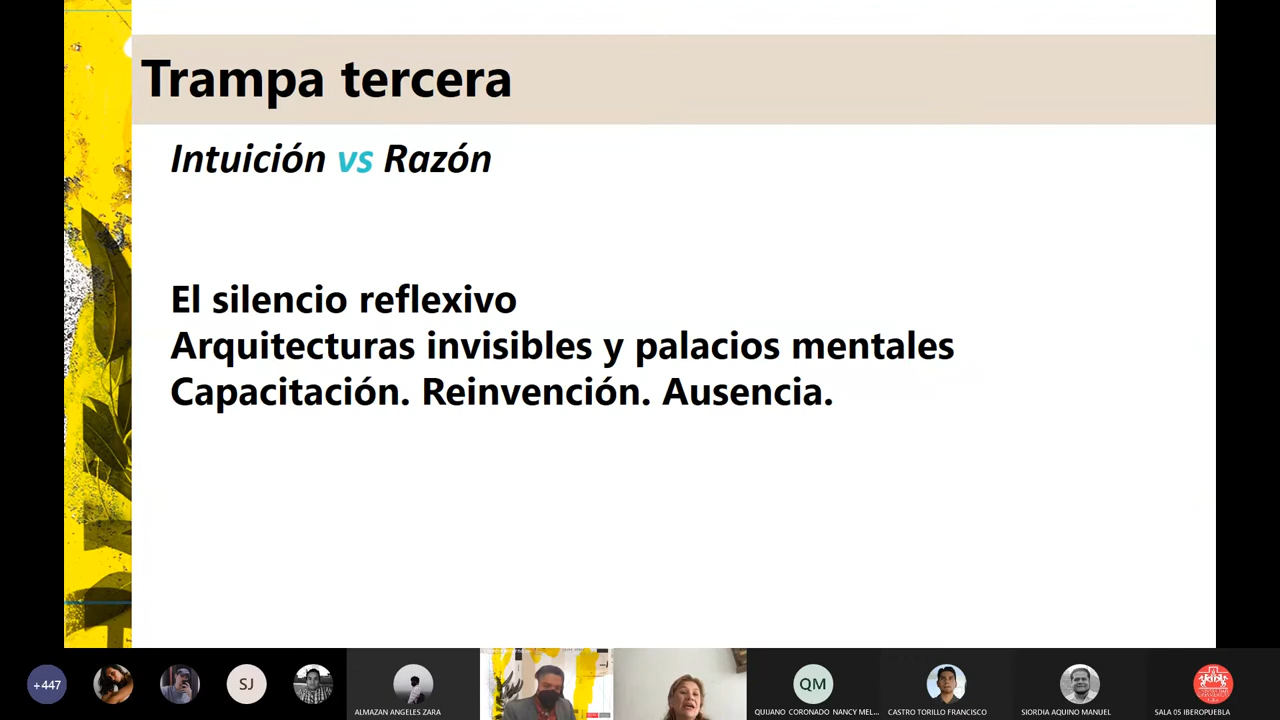 Trampa tercera
Intuición vs Razón
El silencio reflexivo
Arquitecturas invisibles y palacios mentales
Capacitación. Reinvención. Ausencia.
+447
SJ
QM
ALMAZAN ANGELES ZARA
QUIJANO CORONADO NANCY MEL...
CASTRO TORILLO FRANCISCO
SIORDIA AQUINO MANUEL
SALA 05 IBEROPUEBLA